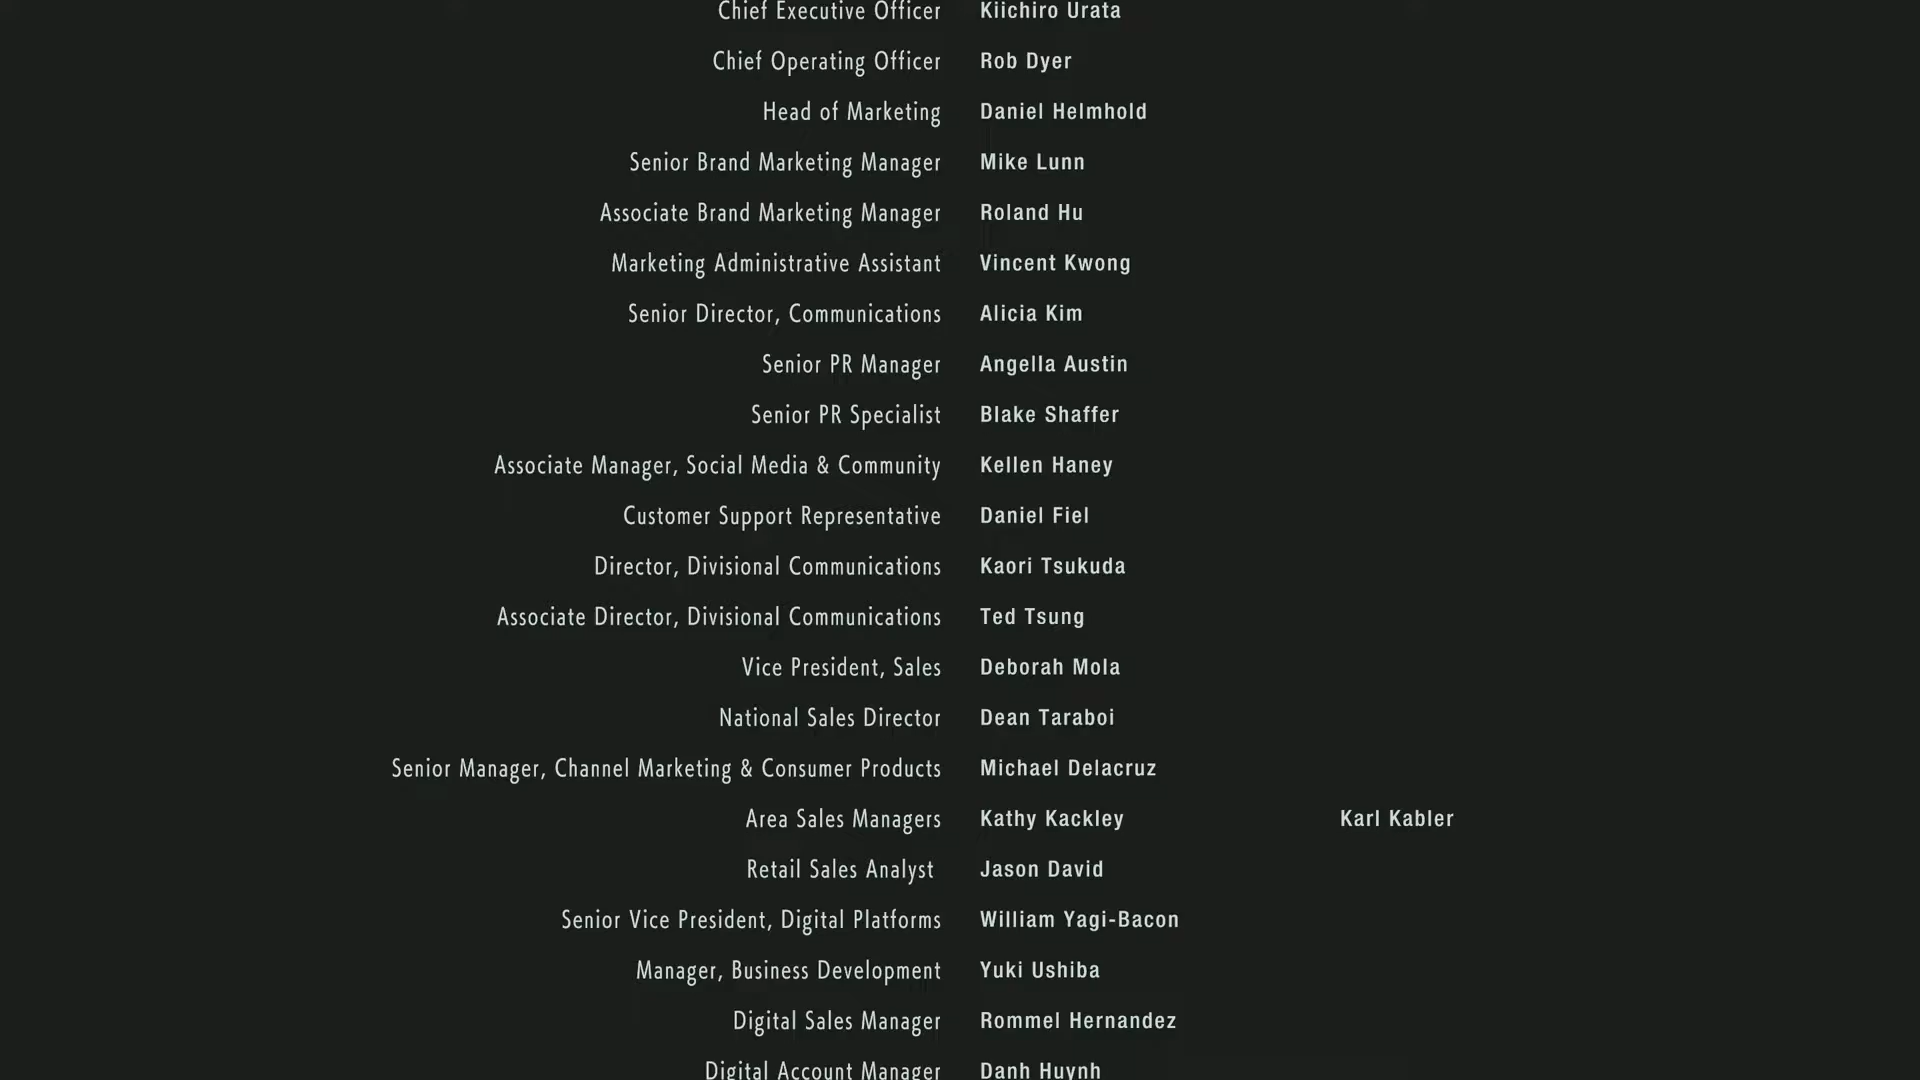 Chief Executive Officer Kiichiro Urata
Chief Operating Officer Rob Dyer
Head of Marketing Daniel Helmhold
Senior Brand Marketing Manager Mike Lunn
Associate Brand Marketing Manager Roland Hu
Marketing Administrative Assistant Vincent Kwong
Senior Director, Communications Alicia Kim
Senior PR Manager Angella Austin
Senior PR Specialist Blake Shaffer
Associate Manager, Social Media & Community Kellen Haney
Customer Support Representative Daniel Fiel
Director, Divisional Communications Kaori Tsukuda
Associate Director, Divisional Communications Ted Tsung
Vice President, Sales Deborah Mola
National Sales Director Dean Taraboi
Senior Manager, Channel Marketing & Consumer Products Michael Delacruz
Area Sales Managers Kathy Kackley Karl Kabler
Retail Sales Analyst Jason David
Senior Vice President, Digital Platforms William Yagi-Bacon
Manager, Business Development Yuki Ushiba
Digital Sales Manager Rommel Hernandez
Digital Account Manager Danh Huynh